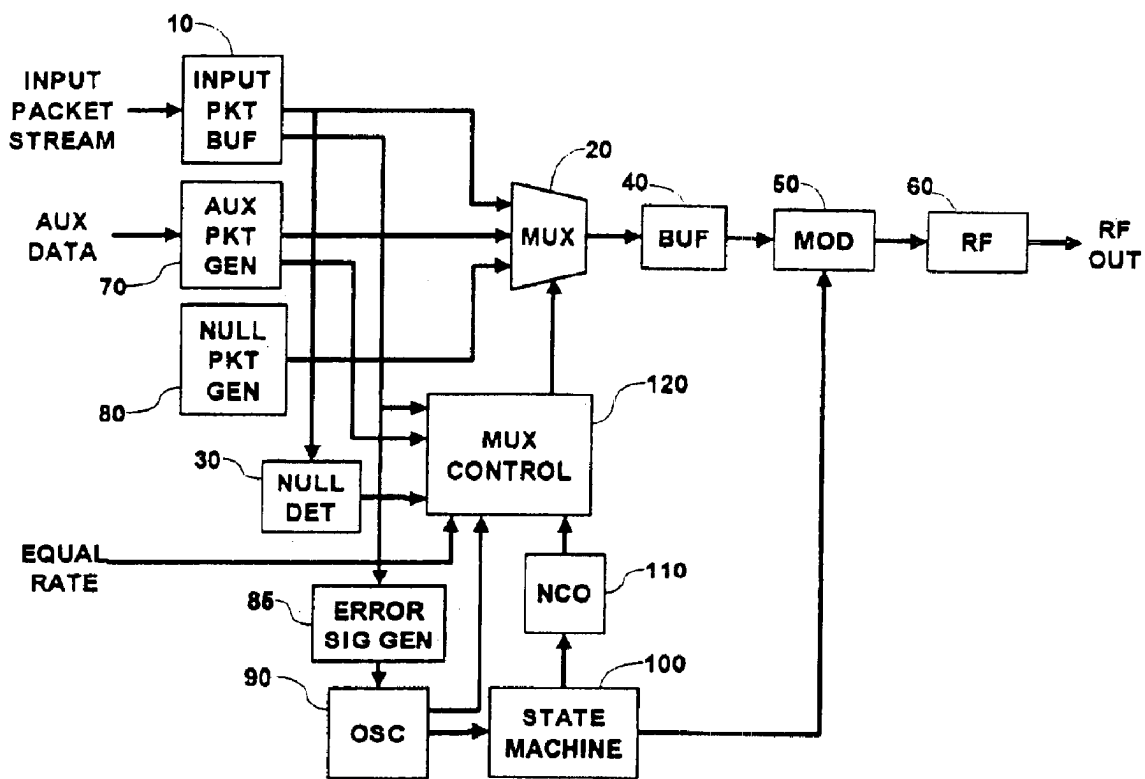 10
INPUT
PACKET
STREAM
INPUT
PKT
BUF
20
MUX
40
BUF
50
MOD
60
RF
RF
OUT
AUX
DATA
AUX
PKT
GEN
70
NULL
PKT
GEN
80
120
MUX
CONTROL
30
NULL
DET
EQUAL
RATE
110
NCO
85
ERROR
SIG GEN
90
OSC
100
STATE
MACHINE